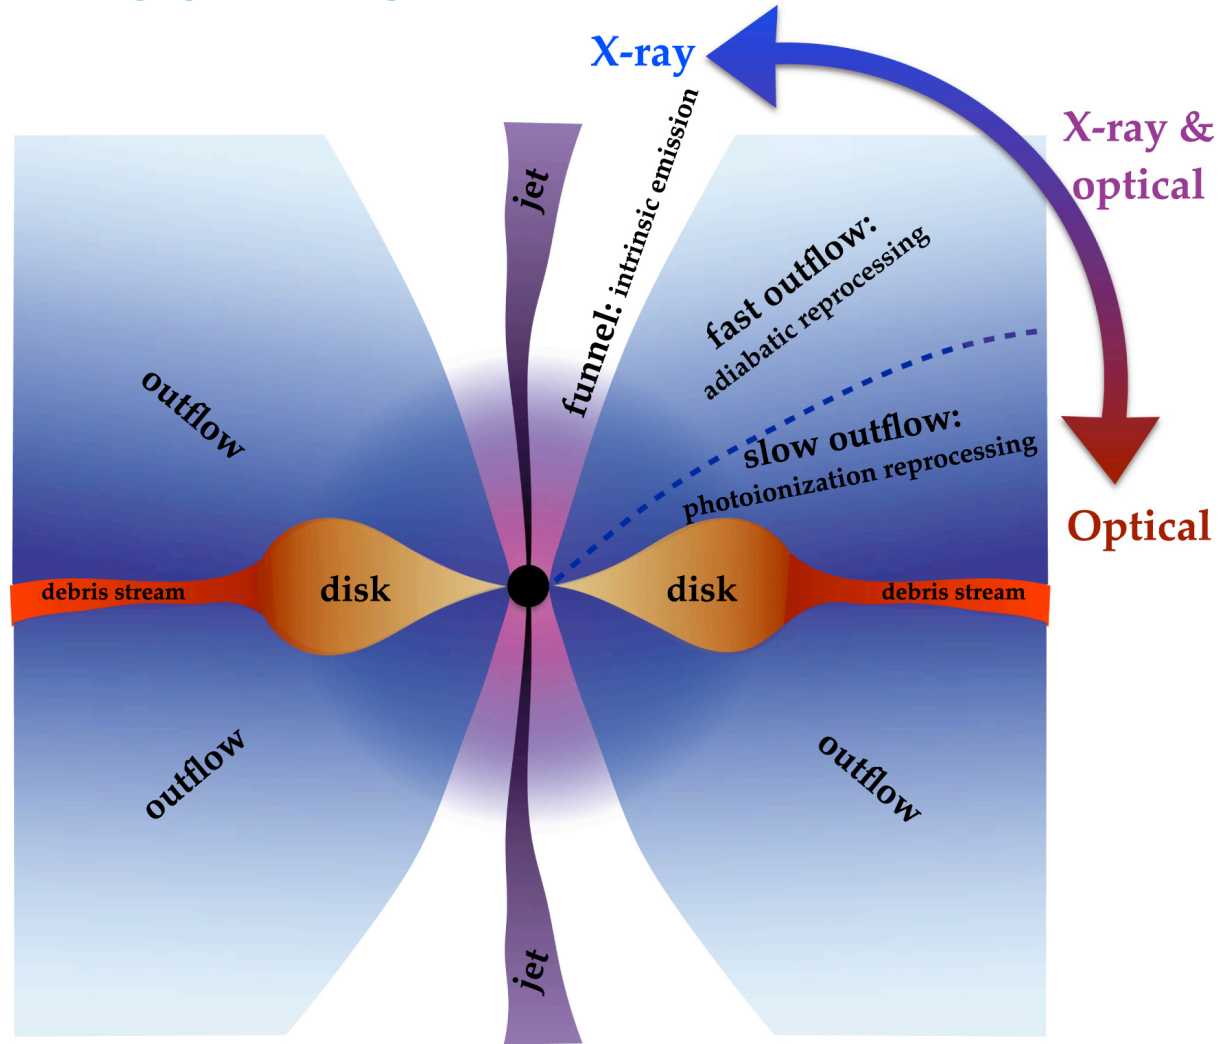 X-ray
X-ray &
optical
jet
funnel: intrinsic emission
fast outflow:
adiabatic reprocessing
outflow
slow outflow:
photoionization reprocessing
Optical
debris stream
disk
disk
debris stream
outflow
outflow
jet